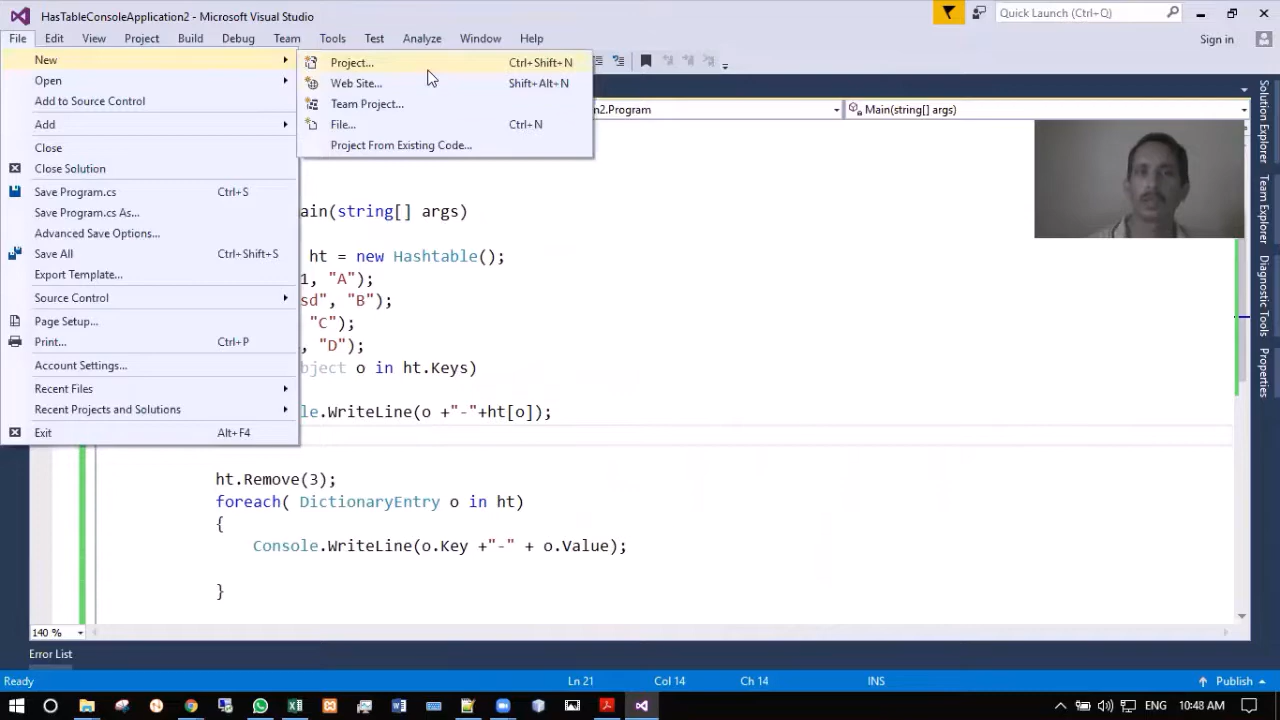 HasTableConsoleApplication2 - Microsoft Visual Studio
Quick Launch (Ctrl+Q)
File Edit View Project Build Debug Team Tools Test Analyze Window Help
Sign in
New
Open
Add to Source Control
Add
Close
Close Solution
Save Program.cs Ctrl+S
Save Program.cs As...
Advanced Save Options...
Save All Ctrl+Shift+S
Export Template...
Source Control
Page Setup...
Print... Ctrl+P
Account Settings...
Recent Files
Recent Projects and Solutions
Exit Alt+F4
Project... Ctrl+Shift+N
Web Site... Shift+Alt+N
Team Project...
File... Ctrl+N
Project From Existing Code...
n2.Program
Main(string[] args)
ain(string[] args)
ht = new Hashtable();
1, "A");
sd", "B");
"C");
, "D");
bject o in ht.Keys)
le.WriteLine(o +"-"+ht[o]);
ht.Remove(3);
foreach( DictionaryEntry o in ht)
{
Console.WriteLine(o.Key +"-" + o.Value);
}
Solution Explorer
Team Explorer
Diagnostic Tools
Properties
140 %
Error List
Ready
Ln 21
Col 14
Ch 14
INS
Publish
10:48 AM